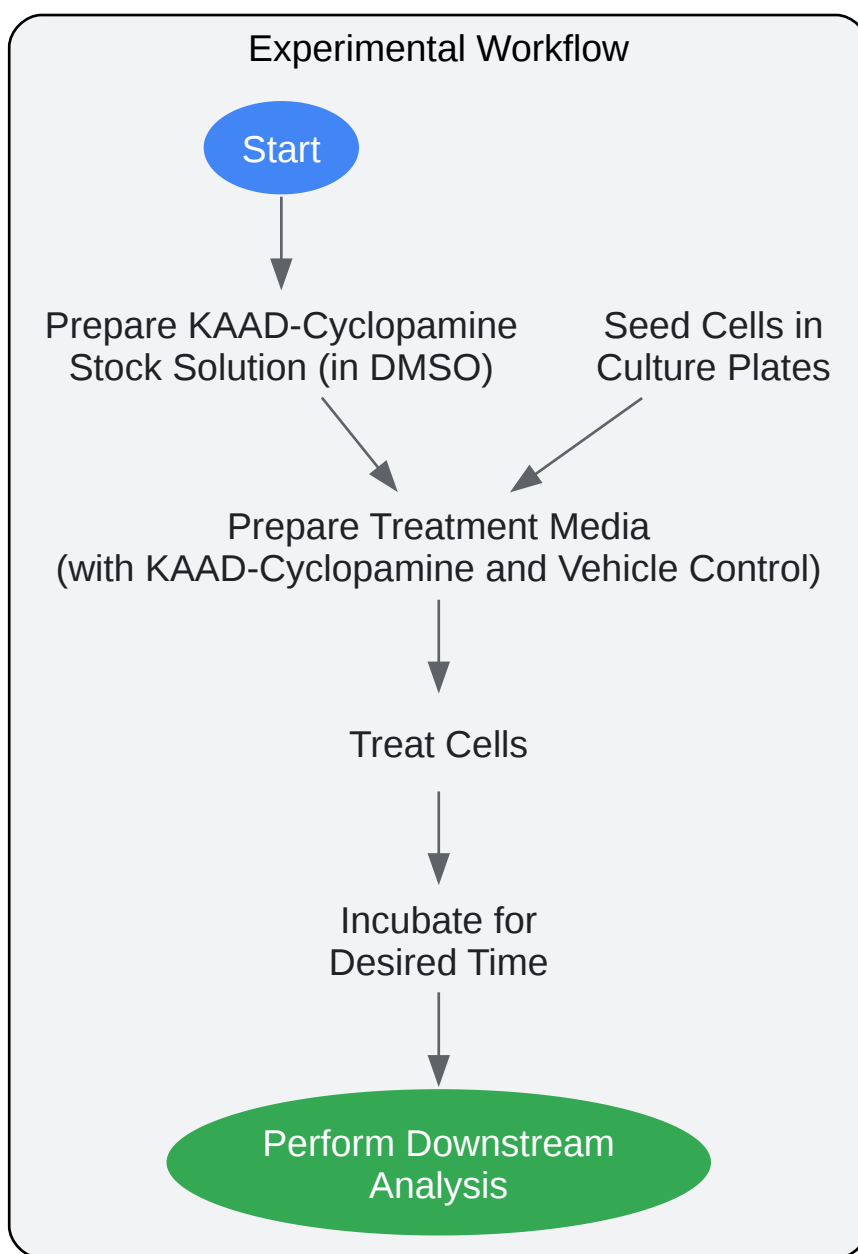 Experimental Workflow
Start
Prepare KAAD-Cyclopamine
Stock Solution (in DMSO)
Seed Cells in
Culture Plates
Prepare Treatment Media
(with KAAD-Cyclopamine and Vehicle Control)
Treat Cells
Incubate for
Desired Time
Perform Downstream
Analysis